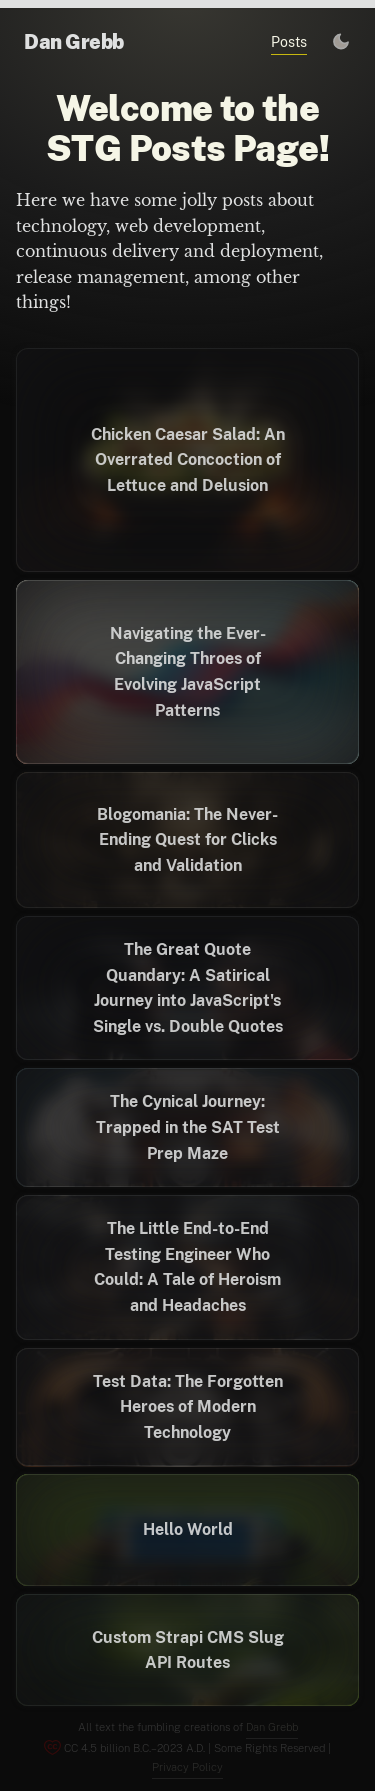 Dan Grebb
Posts
Welcome to the
STG Posts Page!
Here we have some jolly posts about
technology, web development,
continuous delivery and deployment,
release management, among other
things!
Chicken Caesar Salad: An
Overrated Concoction of
Lettuce and Delusion
Navigating the Ever-
Changing Throes of
Evolving JavaScript
Patterns
Blogomania: The Never-
Ending Quest for Clicks
and Validation
The Great Quote
Quandary: A Satirical
Journey into JavaScript's
Single vs. Double Quotes
The Cynical Journey:
Trapped in the SAT Test
Prep Maze
The Little End-to-End
Testing Engineer Who
Could: A Tale of Heroism
and Headaches
Test Data: The Forgotten
Heroes of Modern
Technology
Hello World
Custom Strapi CMS Slug
API Routes
All text the fumbling creations of Dan Grebb
CC 4.5 billion B.C.–2023 A.D. | Some Rights Reserved |
Privacy Policy